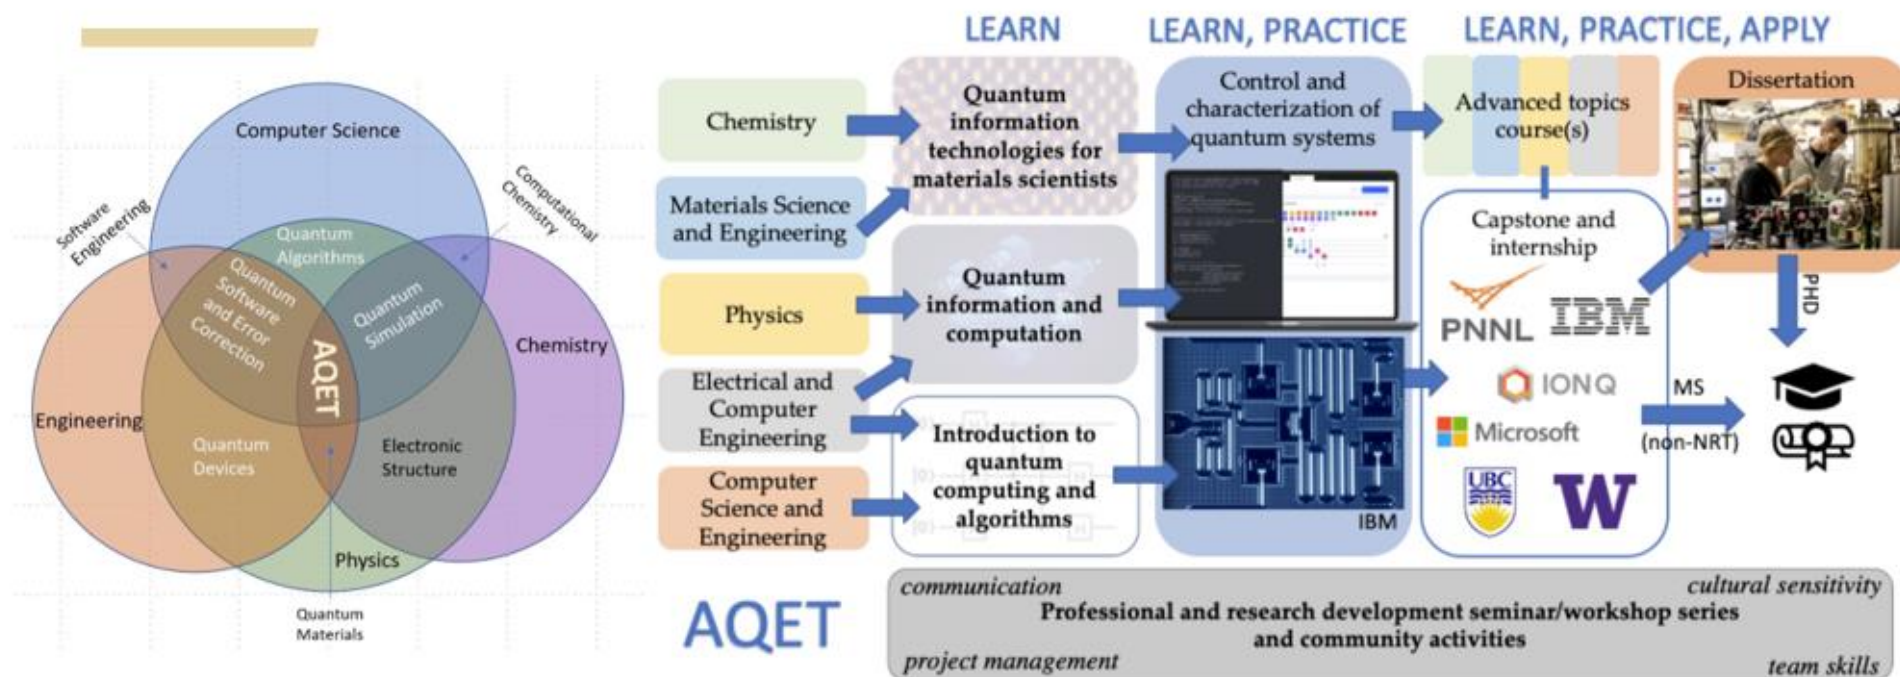 Computer Science
Software
Engineering
Computational
Chemistry
Quantum
Algorithms
Quantum
Software
and Error
Correction
Quantum
Simulation
AQET
Chemistry
Engineering
Quantum
Devices
Electronic
Structure
Physics
Quantum
Materials
LEARN
LEARN, PRACTICE
LEARN, PRACTICE, APPLY
Chemistry
Materials Science
and Engineering
Physics
Electrical and
Computer
Engineering
Computer
Science and
Engineering
Quantum
information
technologies for
materials scientists
Quantum
information and
computation
Introduction to
quantum
computing and
algorithms
|0⟩
|0⟩
H
H
Control and
characterization of
quantum systems
IBM
Advanced topics
course(s)
Capstone and
internship
PNNL
IBM
IONQ
Microsoft
UBC
W
Dissertation
PHD
MS
(non-NRT)
AQET
communication
cultural sensitivity
Professional and research development seminar/workshop series
and community activities
project management
team skills